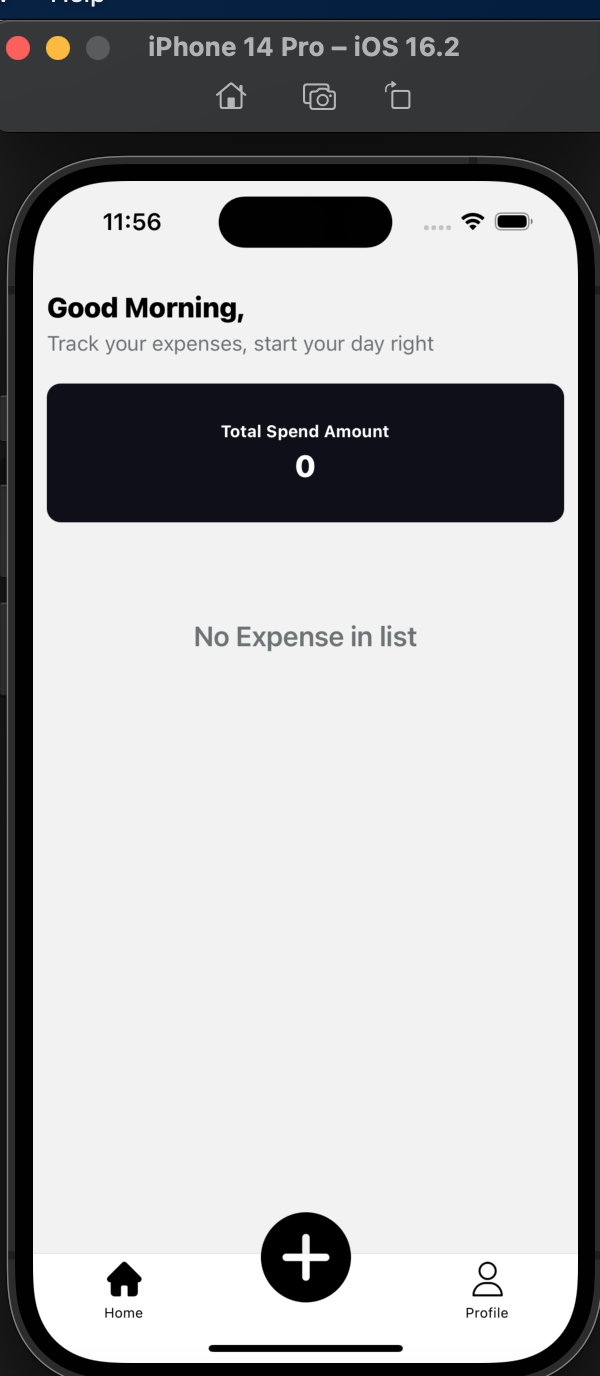 Help
iPhone 14 Pro – iOS 16.2
11:56
Good Morning,
Track your expenses, start your day right
Total Spend Amount
0
No Expense in list
Home
Profile